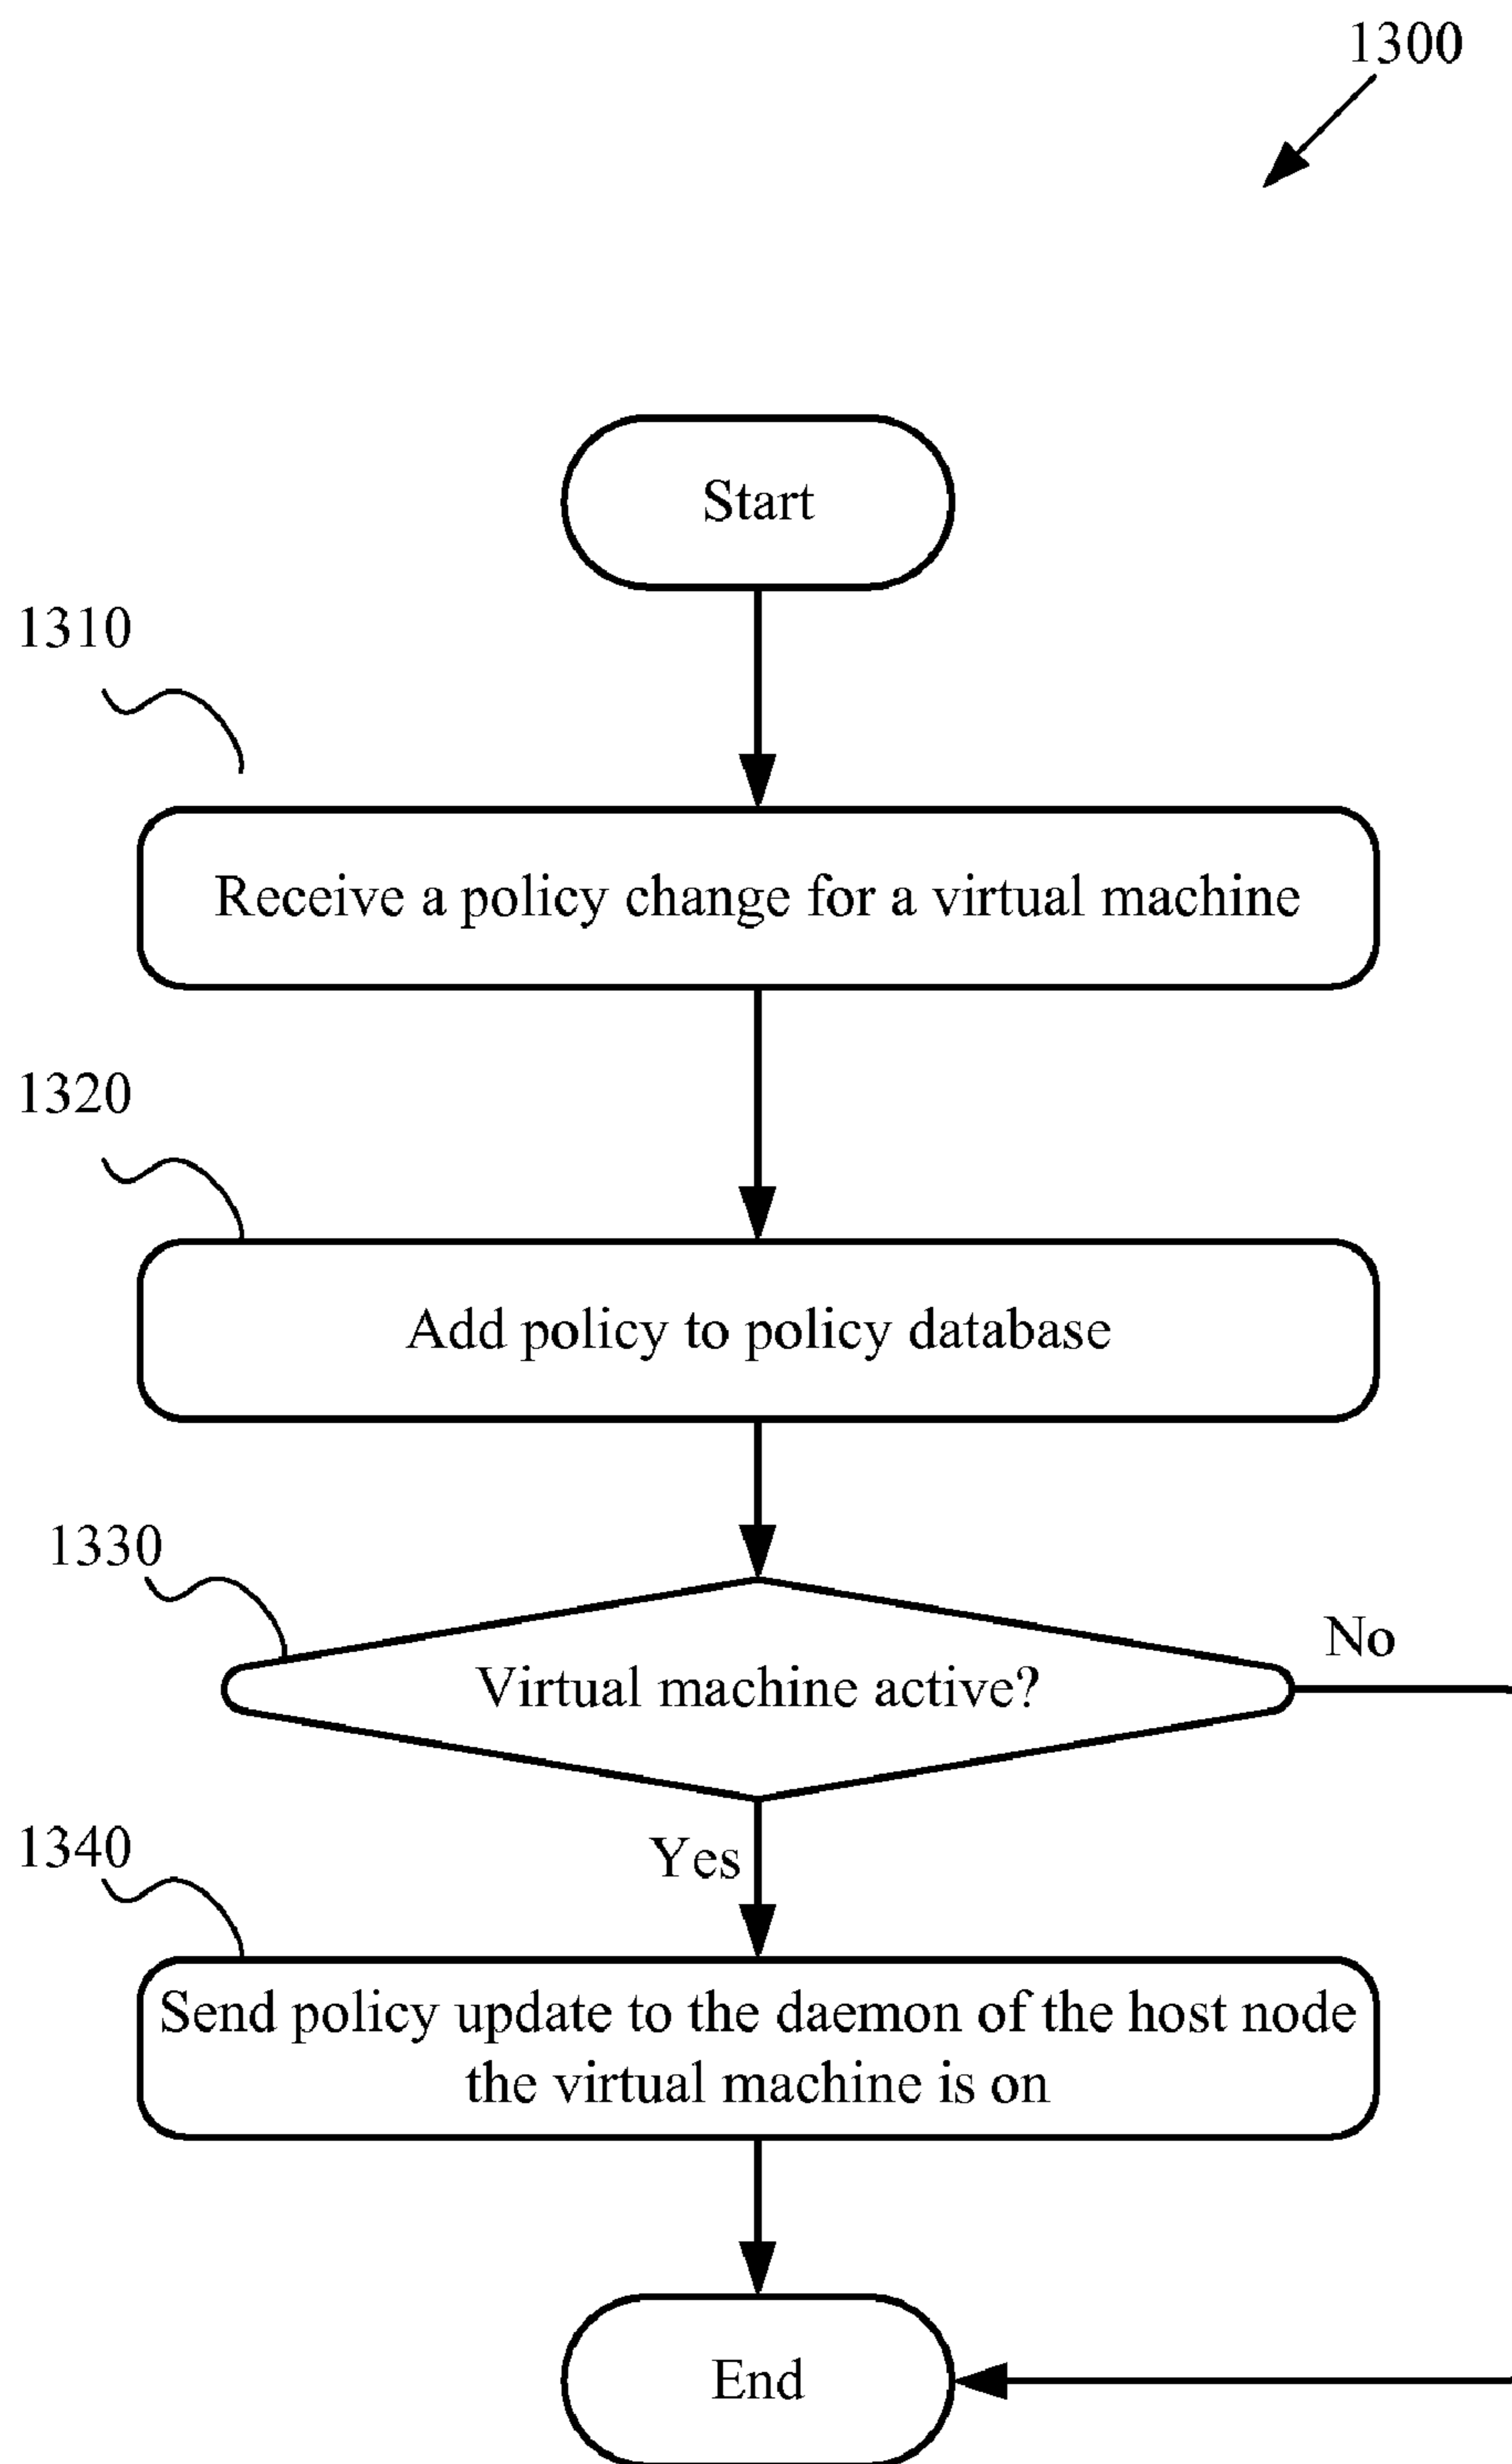 1300
Start
1310
Receive a policy change for a virtual machine
1320
Add policy to policy database
1330
Virtual machine active?
No
Yes
1340
Send policy update to the daemon of the host node
the virtual machine is on
End